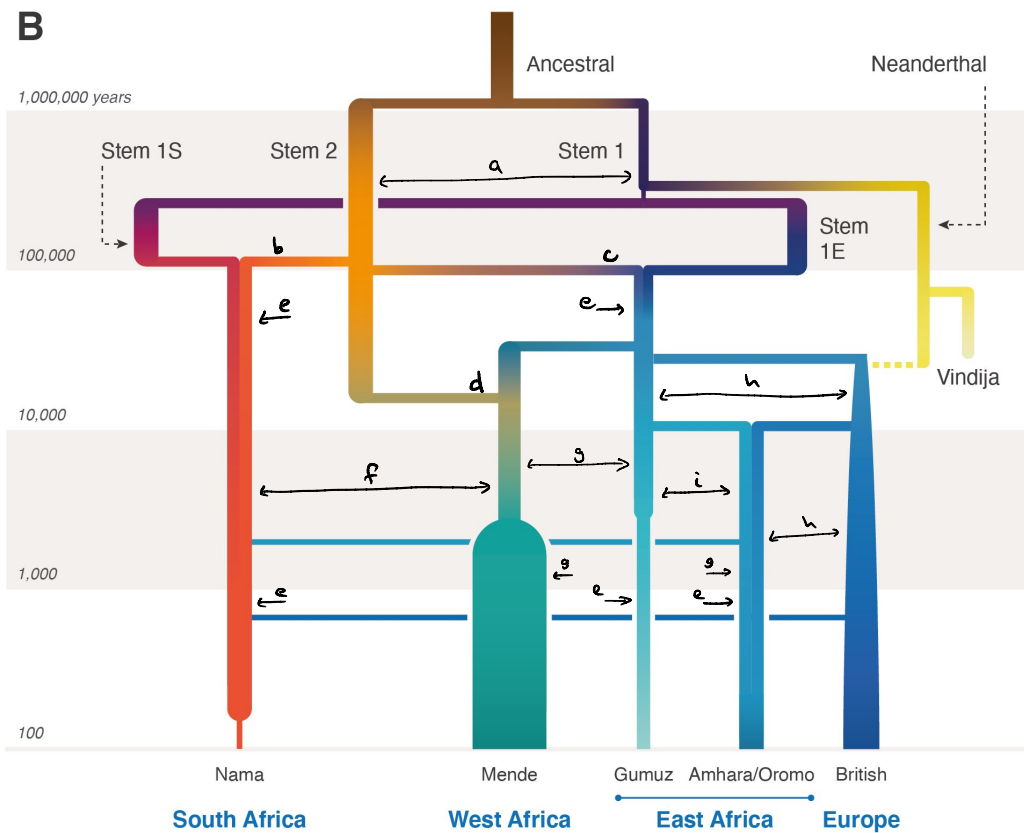 B
Ancestral
Neanderthal
1,000,000 years
Stem 1S
Stem 2
Stem 1
a
Stem
1E
b
c
100,000
e
e
Vindija
d
h
10,000
g
f
i
h
g
g
1,000
e
e
e
100
Nama
Mende
Gumuz
Amhara/Oromo
British
South Africa
West Africa
East Africa
Europe